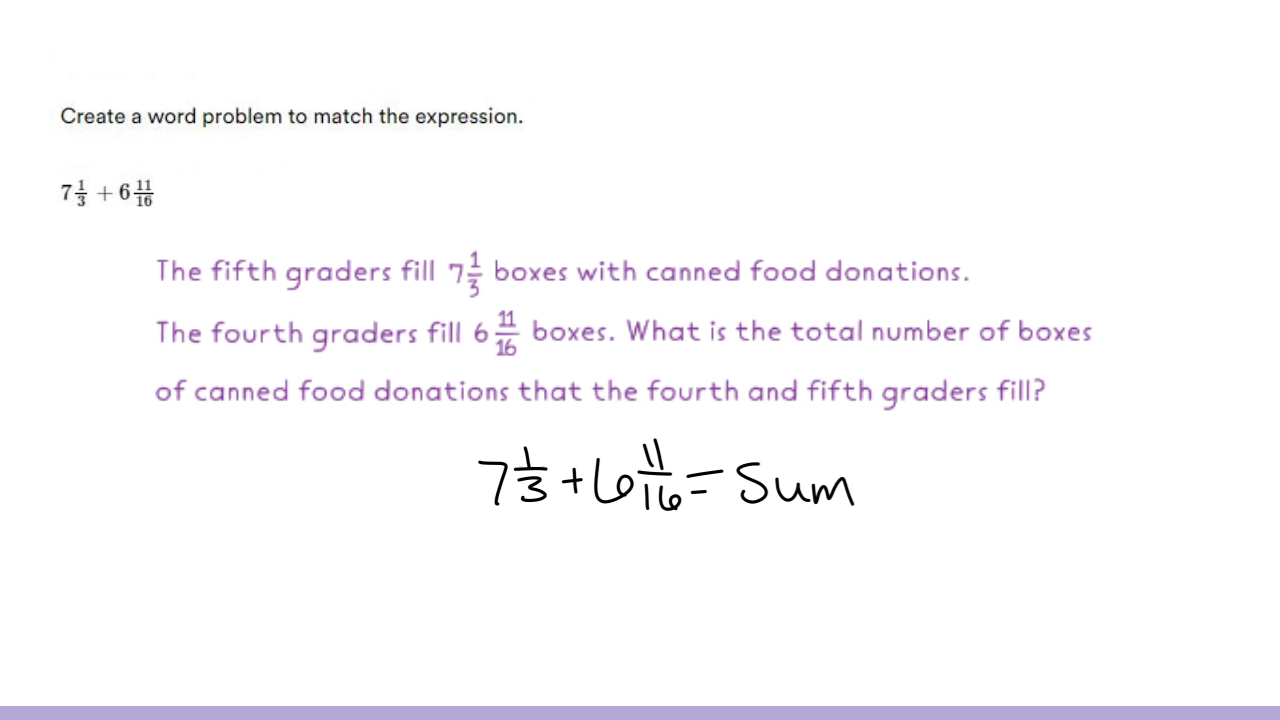 Create a word problem to match the expression.
7 1/3 + 6 11/16
The fifth graders fill 7 1/3 boxes with canned food donations.
The fourth graders fill 6 11/16 boxes. What is the total number of boxes
of canned food donations that the fourth and fifth graders fill?
7 1/3 + 6 11/16 = Sum